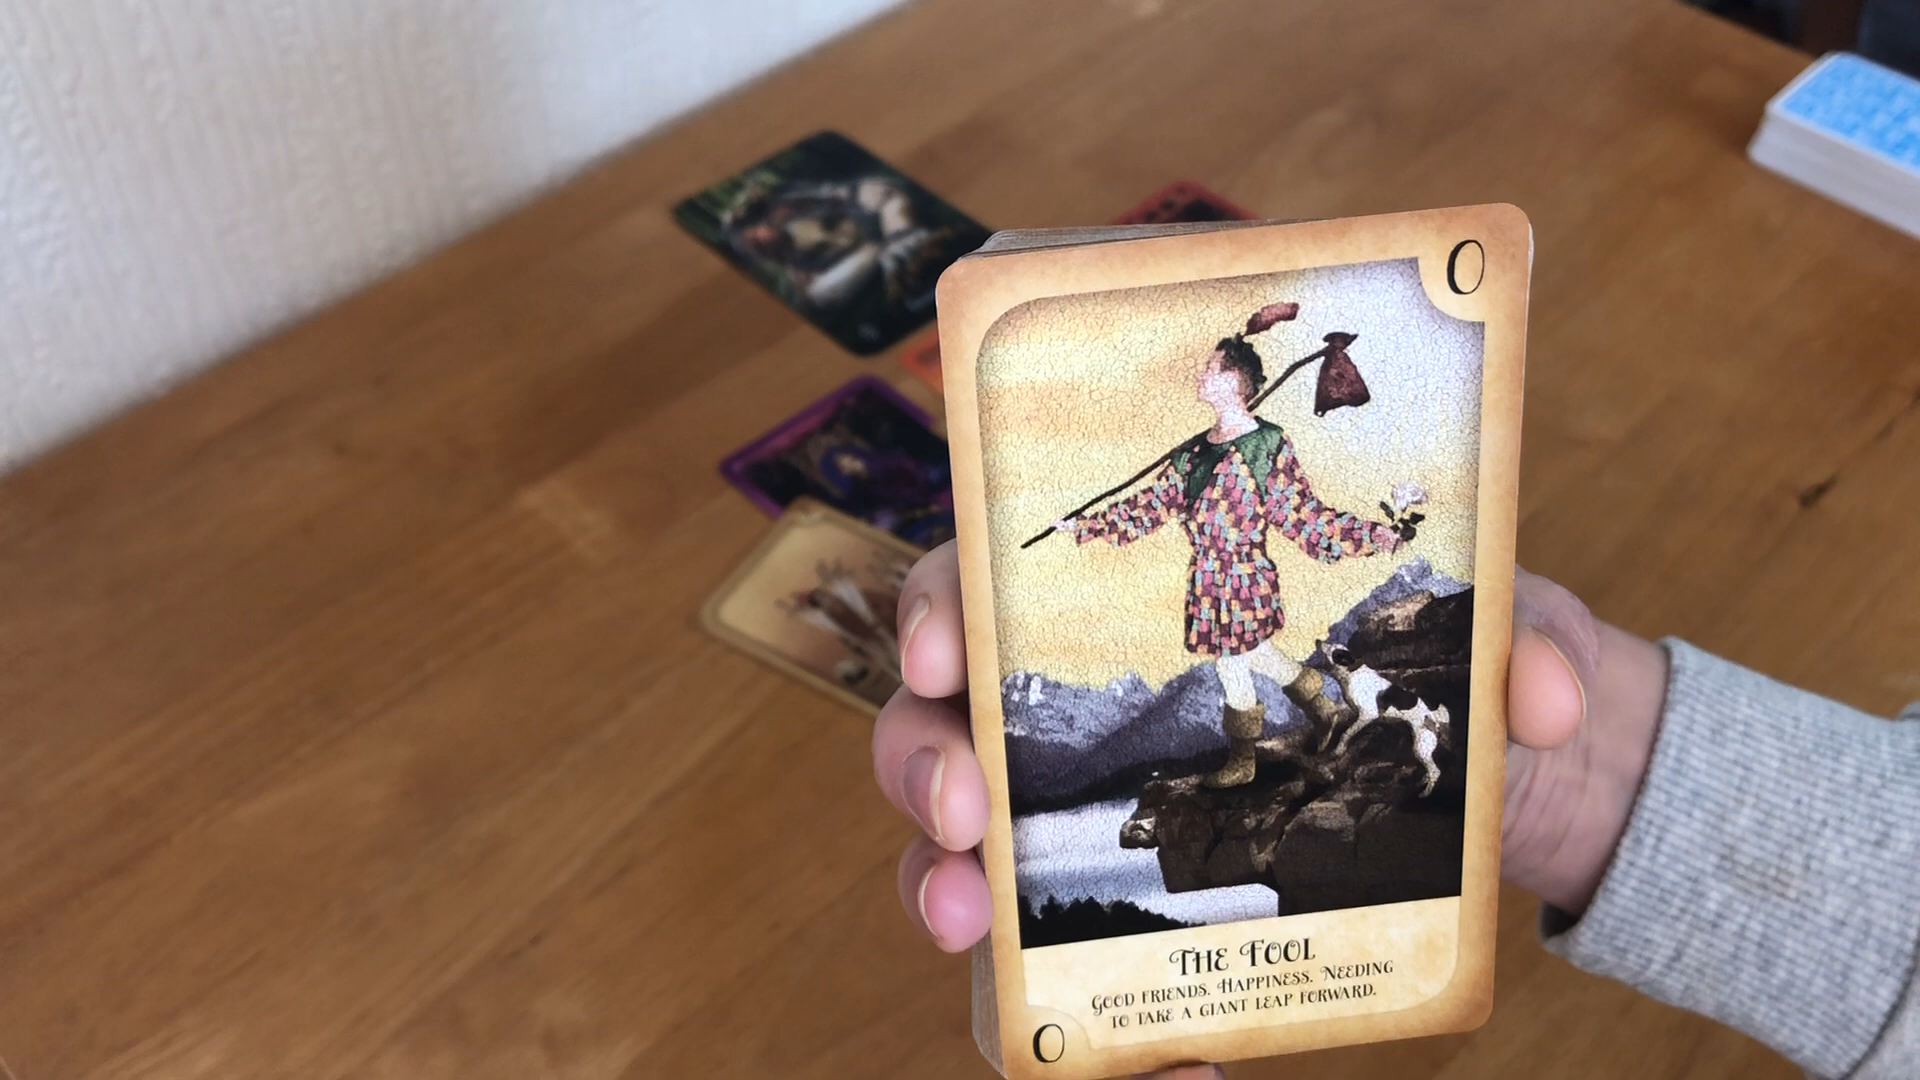 0
THE FOOL
GOOD FRIENDS. HAPPINESS. NEEDING
TO TAKE A GIANT LEAP FORWARD.
0